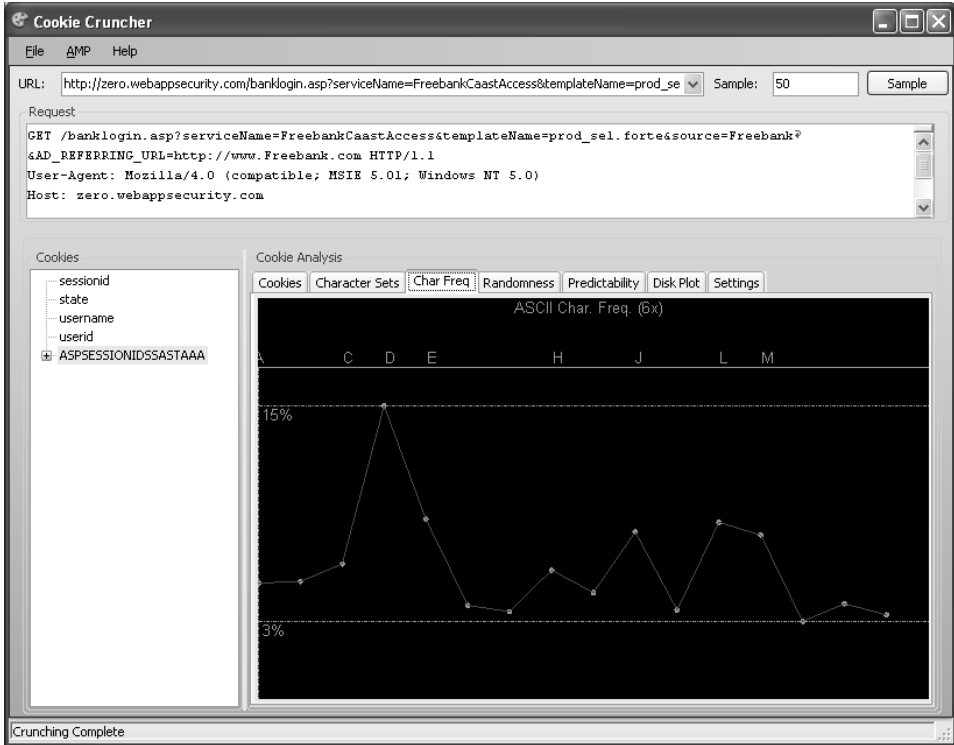 Cookie Cruncher
File AMP Help
URL: http://zero.webappsecurity.com/banklogin.asp?serviceName=FreebankCaastAccess&templateName=prod_se Sample: 50 Sample
Request
GET /banklogin.asp?serviceName=FreebankCaastAccess&templateName=prod_sel.forte&source=Freebank
&AD_REFERRING_URL=http://www.Freebank.com HTTP/1.1
User-Agent: Mozilla/4.0 (compatible; MSIE 5.01; Windows NT 5.0)
Host: zero.webappsecurity.com
Cookies
sessionid
state
username
userid
ASPSESSIONIDSSASTAAA
Cookie Analysis
Cookies Character Sets Char Freq Randomness Predictability Disk Plot Settings
ASCII Char. Freq. (6x)
A C D E H J L M
15%
3%
Crunching Complete